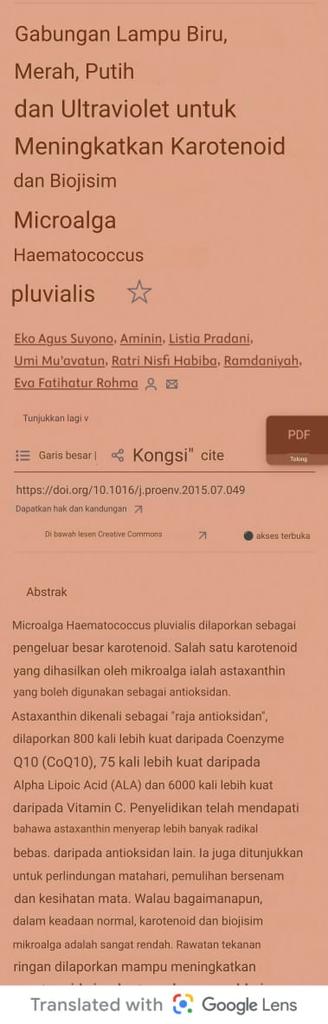 Gabungan Lampu Biru,
Merah, Putih
dan Ultraviolet untuk
Meningkatkan Karotenoid
dan Biojisim
Microalga
Haematococcus
pluvialis
Eko Agus Suyono, Aminin, Listia Pradani,
Umi Mu'avatun, Ratri Nisfi Habiba, Ramdaniyah,
Eva Fatihatur Rohma
Tunjukkan lagi v
PDF
Tolong
Garis besar |
Kongsi" cite
https://doi.org/10.1016/j.proenv.2015.07.049
Dapatkan hak dan kandungan
Di bawah lesen Creative Commons
akses terbuka
Abstrak
Microalga Haematococcus pluvialis dilaporkan sebagai
pengeluar besar karotenoid. Salah satu karotenoid
yang dihasilkan oleh mikroalga ialah astaxanthin
yang boleh digunakan sebagai antioksidan.
Astaxanthin dikenali sebagai "raja antioksidan",
dilaporkan 800 kali lebih kuat daripada Coenzyme
Q10 (CoQ10), 75 kali lebih kuat daripada
Alpha Lipoic Acid (ALA) dan 6000 kali lebih kuat
daripada Vitamin C. Penyelidikan telah mendapati
bahawa astaxanthin menyerap lebih banyak radikal
bebas. daripada antioksidan lain. Ia juga ditunjukkan
untuk perlindungan matahari, pemulihan bersenam
dan kesihatan mata. Walau bagaimanapun,
dalam keadaan normal, karotenoid dan biojisim
mikroalga adalah sangat rendah. Rawatan tekanan
ringan dilaporkan mampu meningkatkan
Translated with Google Lens